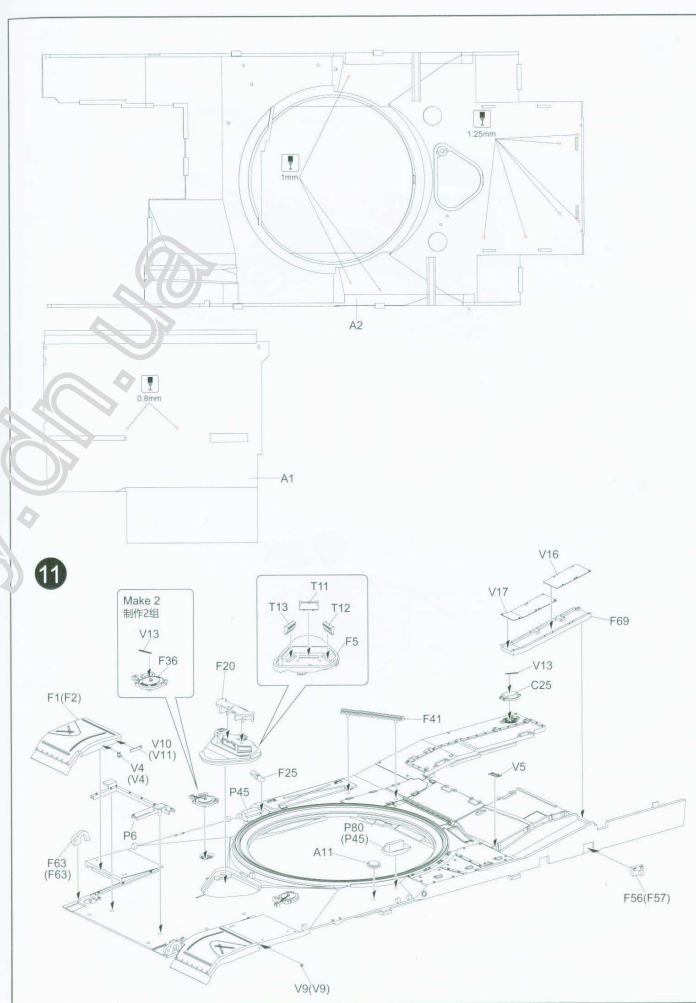 1.25mm
1mm
A2
0.8mm
A1
11
Make 2
制作2组
V13
F36
T11
T13
T12
F5
F20
V16
V17
F69
V13
C25
F1(F2)
V10
(V11)
V4
(V4)
F41
F25
V5
P45
P6
P80
(P45)
A11
F63
(F63)
F56(F57)
V9(V9)
y.dn.ua